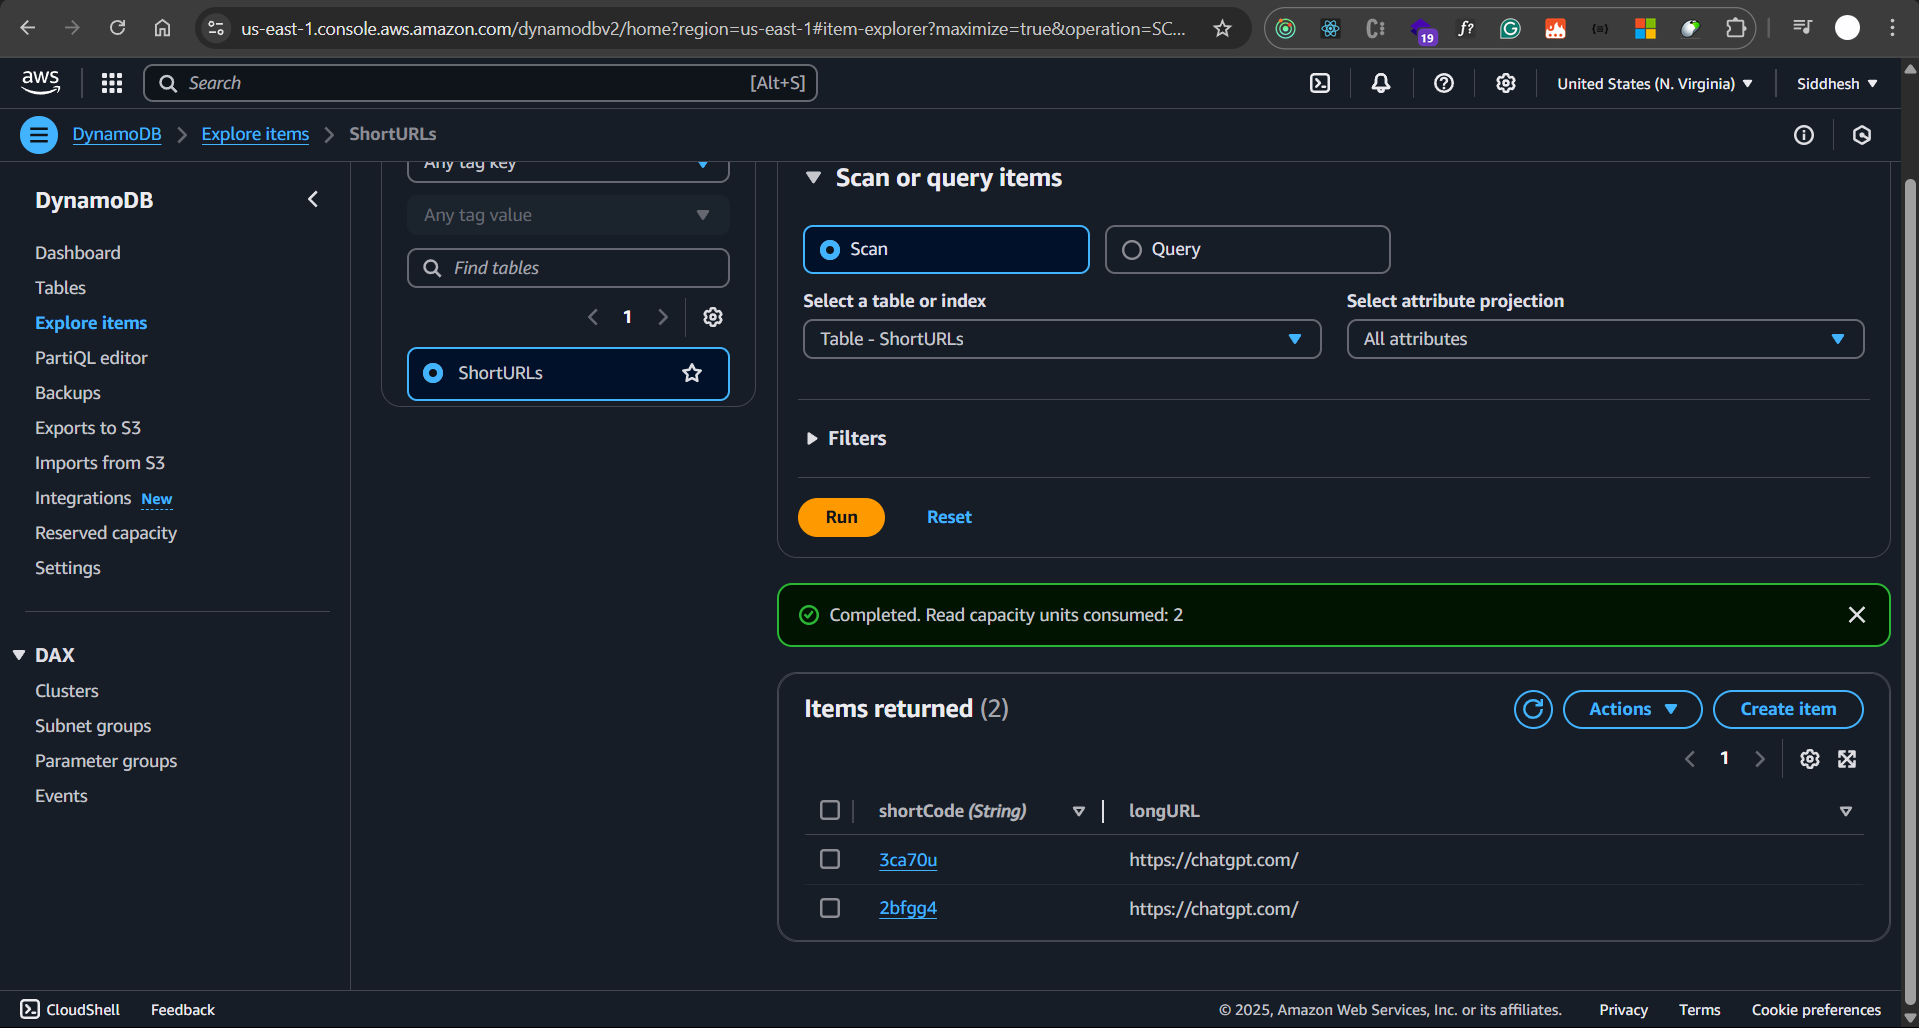 us-east-1.console.aws.amazon.com/dynamodbv2/home?region=us-east-1#item-explorer?maximize=true&operation=SC...
19
f?
aws
Search
[Alt+S]
United States (N. Virginia)
Siddhesh
DynamoDB
Explore items
ShortURLs
DynamoDB
Dashboard
Tables
Explore items
PartiQL editor
Backups
Exports to S3
Imports from S3
Integrations New
Reserved capacity
Settings
DAX
Clusters
Subnet groups
Parameter groups
Events
Any tag key
Any tag value
Find tables
1
ShortURLs
Scan or query items
Scan
Query
Select a table or index
Table - ShortURLs
Select attribute projection
All attributes
Filters
Run
Reset
Completed. Read capacity units consumed: 2
Items returned (2)
Actions
Create item
1
shortCode (String)
longURL
3ca70u
https://chatgpt.com/
2bfgg4
https://chatgpt.com/
CloudShell
Feedback
© 2025, Amazon Web Services, Inc. or its affiliates.
Privacy
Terms
Cookie preferences